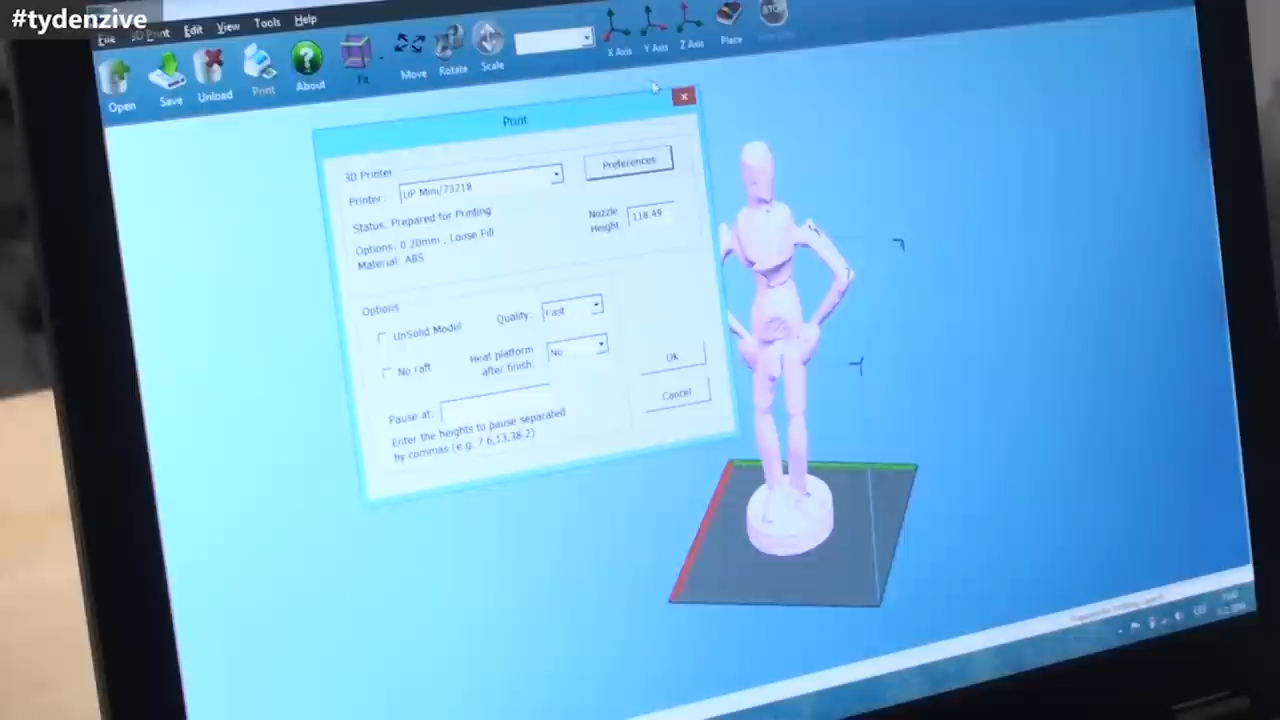 #tydenzive
File 3D Print Edit View Tools Help
Open Save Unload Print About Fit Move Rotate Scale X Axis Y Axis Z Axis Place
STOP
Print
3D Printer
Printer: UP Mini/73218
Preferences
Status: Prepared for Printing
Nozzle Height 118.49
Options: 0.20mm , Loose Fill
Material: ABS
Options
UnSolid Model
Quality: Fast
No raft
Heat platform
after finish: No
OK
Cancel
Pause at:
Enter the heights to pause separated
by commas (e.g. 7.6,13,38.2)